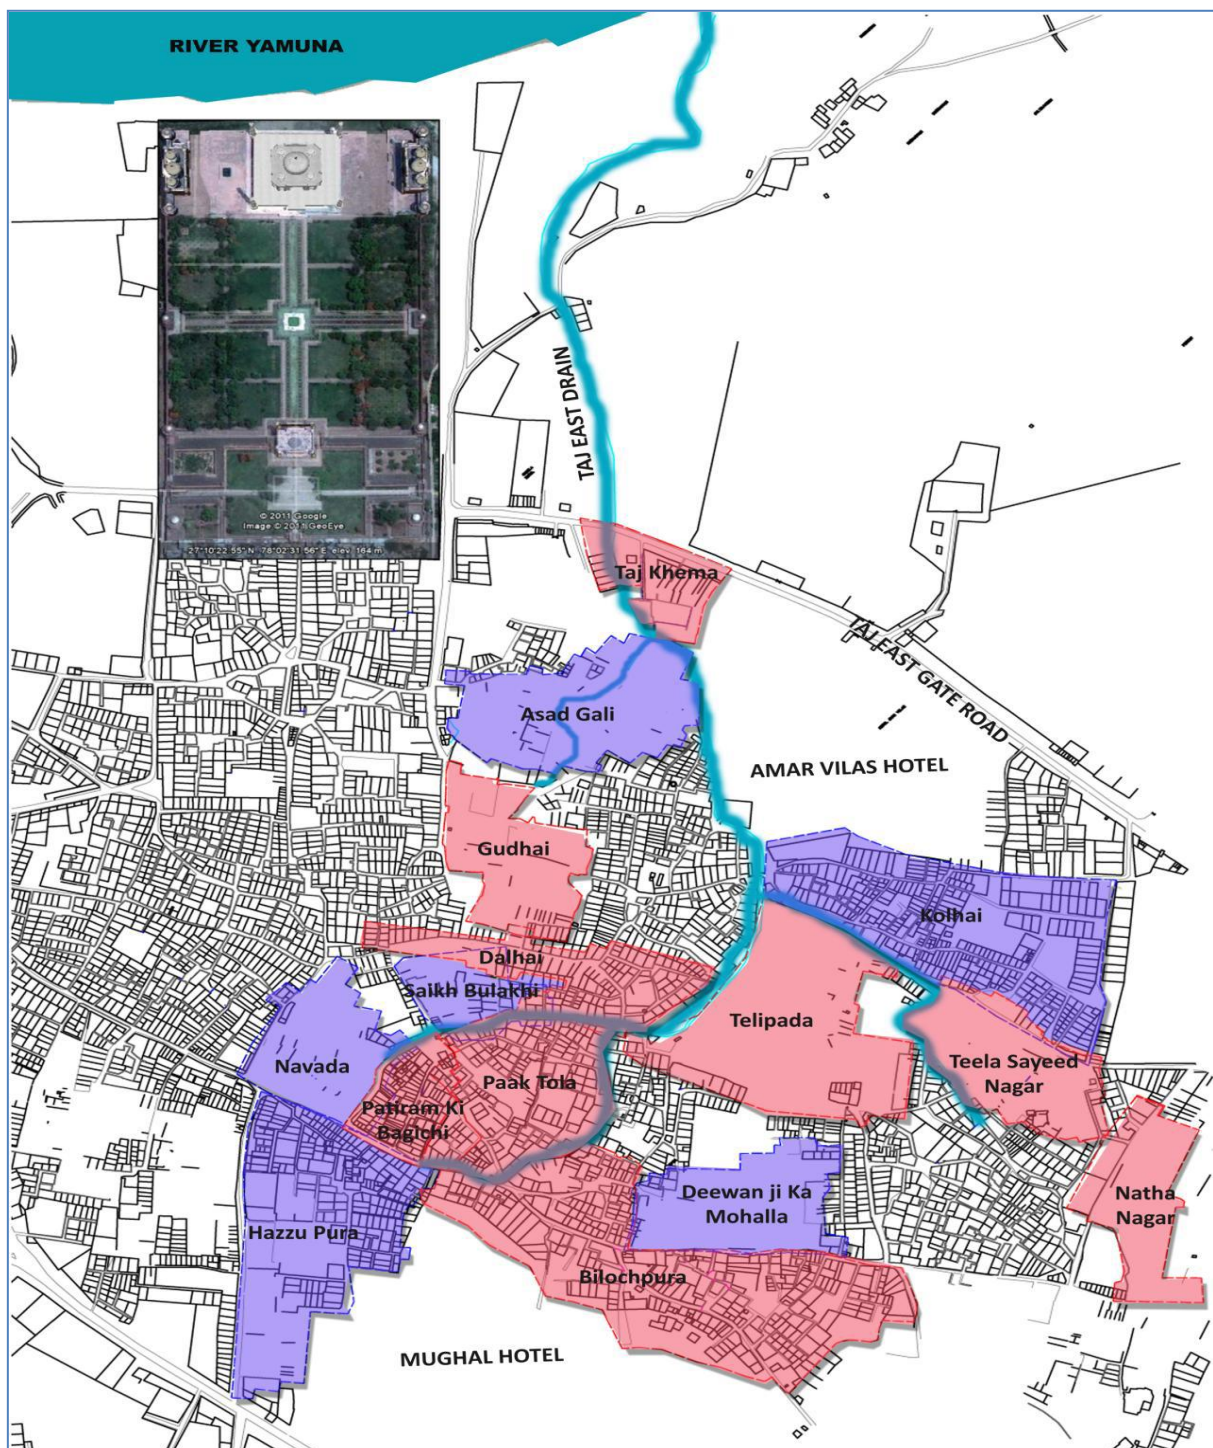 RIVER YAMUNA
TAJ EAST DRAIN
© 2011 Google
Image © 2011 GeoEye
27°10'22.55" N 78°02'31.56" E elev. 164 m
Taj Khema
TAJ EAST GATE ROAD
Asad Gali
AMAR VILAS HOTEL
Gudhai
Kolhai
Dalhai
Saikh Bulakhi
Telipada
Navada
Paak Tola
Teela Sayeed
Nagar
Patiram Ki
Bagichi
Deewan ji Ka
Mohalla
Natha
Nagar
Hazzu Pura
Bilochpura
MUGHAL HOTEL